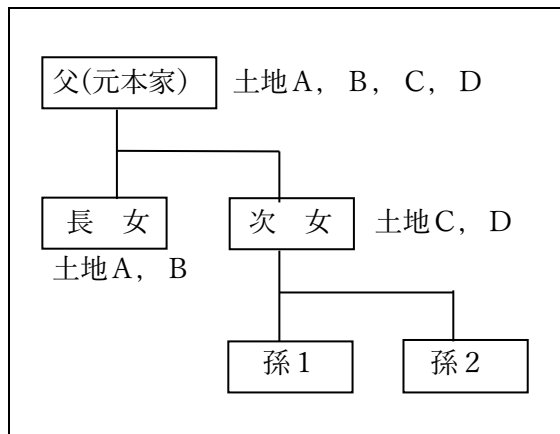 父(元本家) 土地A, B, C, D
長 女 次 女 土地C, D
土地A, B
孫1 孫2